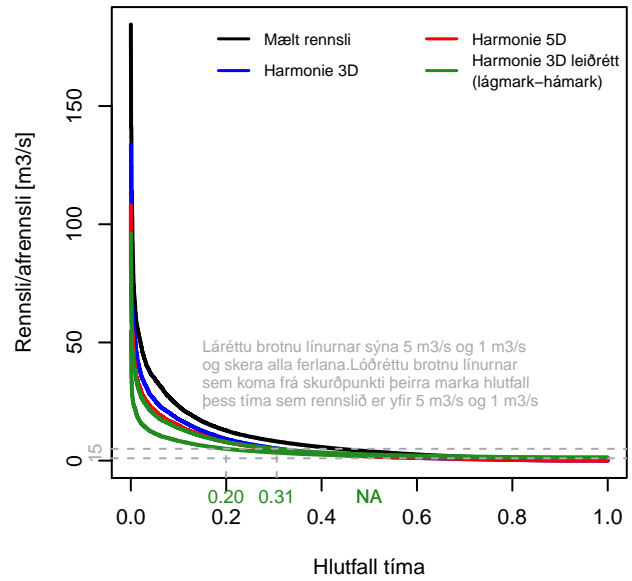 Mælt rennsli
Harmonie 3D
Harmonie 5D
Harmonie 3D leiðrétt
(lágmark−hámark)
Rennsli/afrennsli [m3/s]
150
100
50
0
Láréttu brotnu línurnar sýna 5 m3/s og 1 m3/s
og skera alla ferlana.Lóðréttu brotnu línurnar
sem koma frá skurðpunkti þeirra marka hlutfall
þess tíma sem rennslið er yfir 5 m3/s og 1 m3/s
15
0.20 0.31 NA
0.0 0.2 0.4 0.6 0.8 1.0
Hlutfall tíma